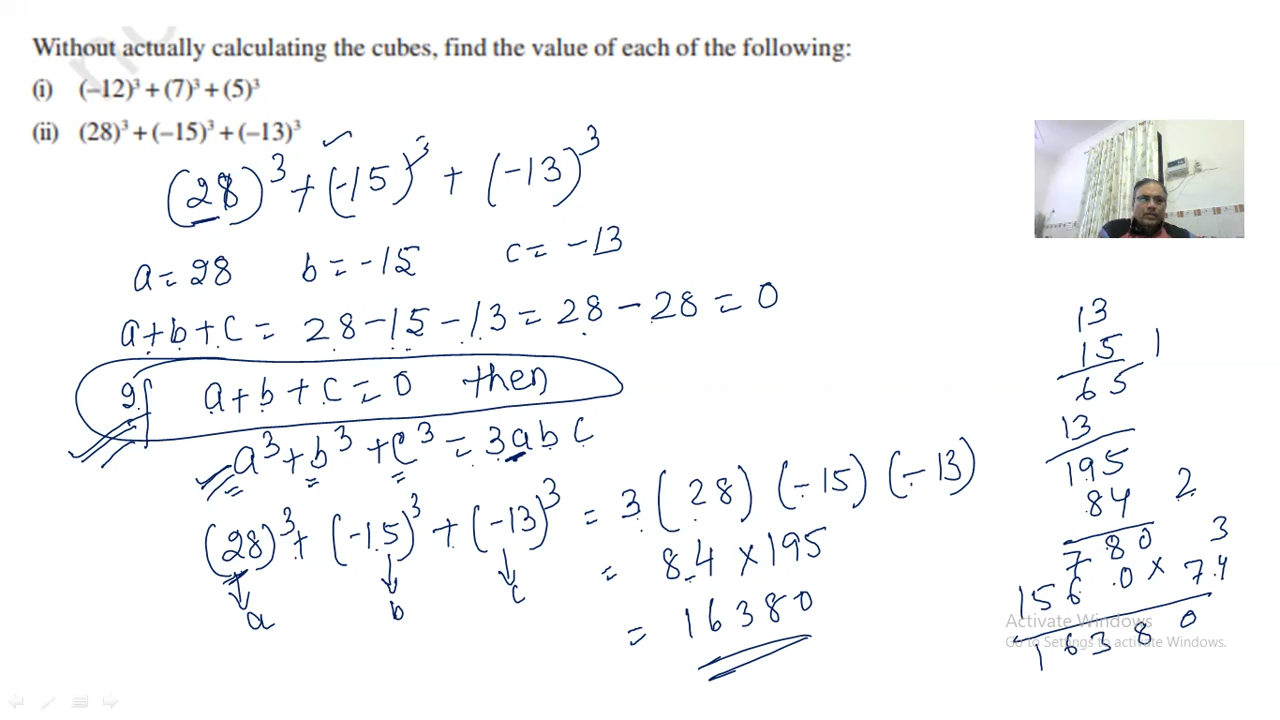 Without actually calculating the cubes, find the value of each of the following:
(i) (–12)³ + (7)³ + (5)³
(ii) (28)³ + (–15)³ + (–13)³
(28)³ + (-15)³ + (-13)³
a = 28 b = -15 c = -13
a+b+c = 28-15-13 = 28-28 = 0
If a+b+c=0 then
a³+b³+c³ = 3abc
(28)³ + (-15)³ + (-13)³ = 3(28)(-15)(-13)
a b c
= 84 × 195
= 16380
13
15 1
65
13
195
84 2
780 3
1560×
16380
Activate Windows
Go to Settings to activate Windows.